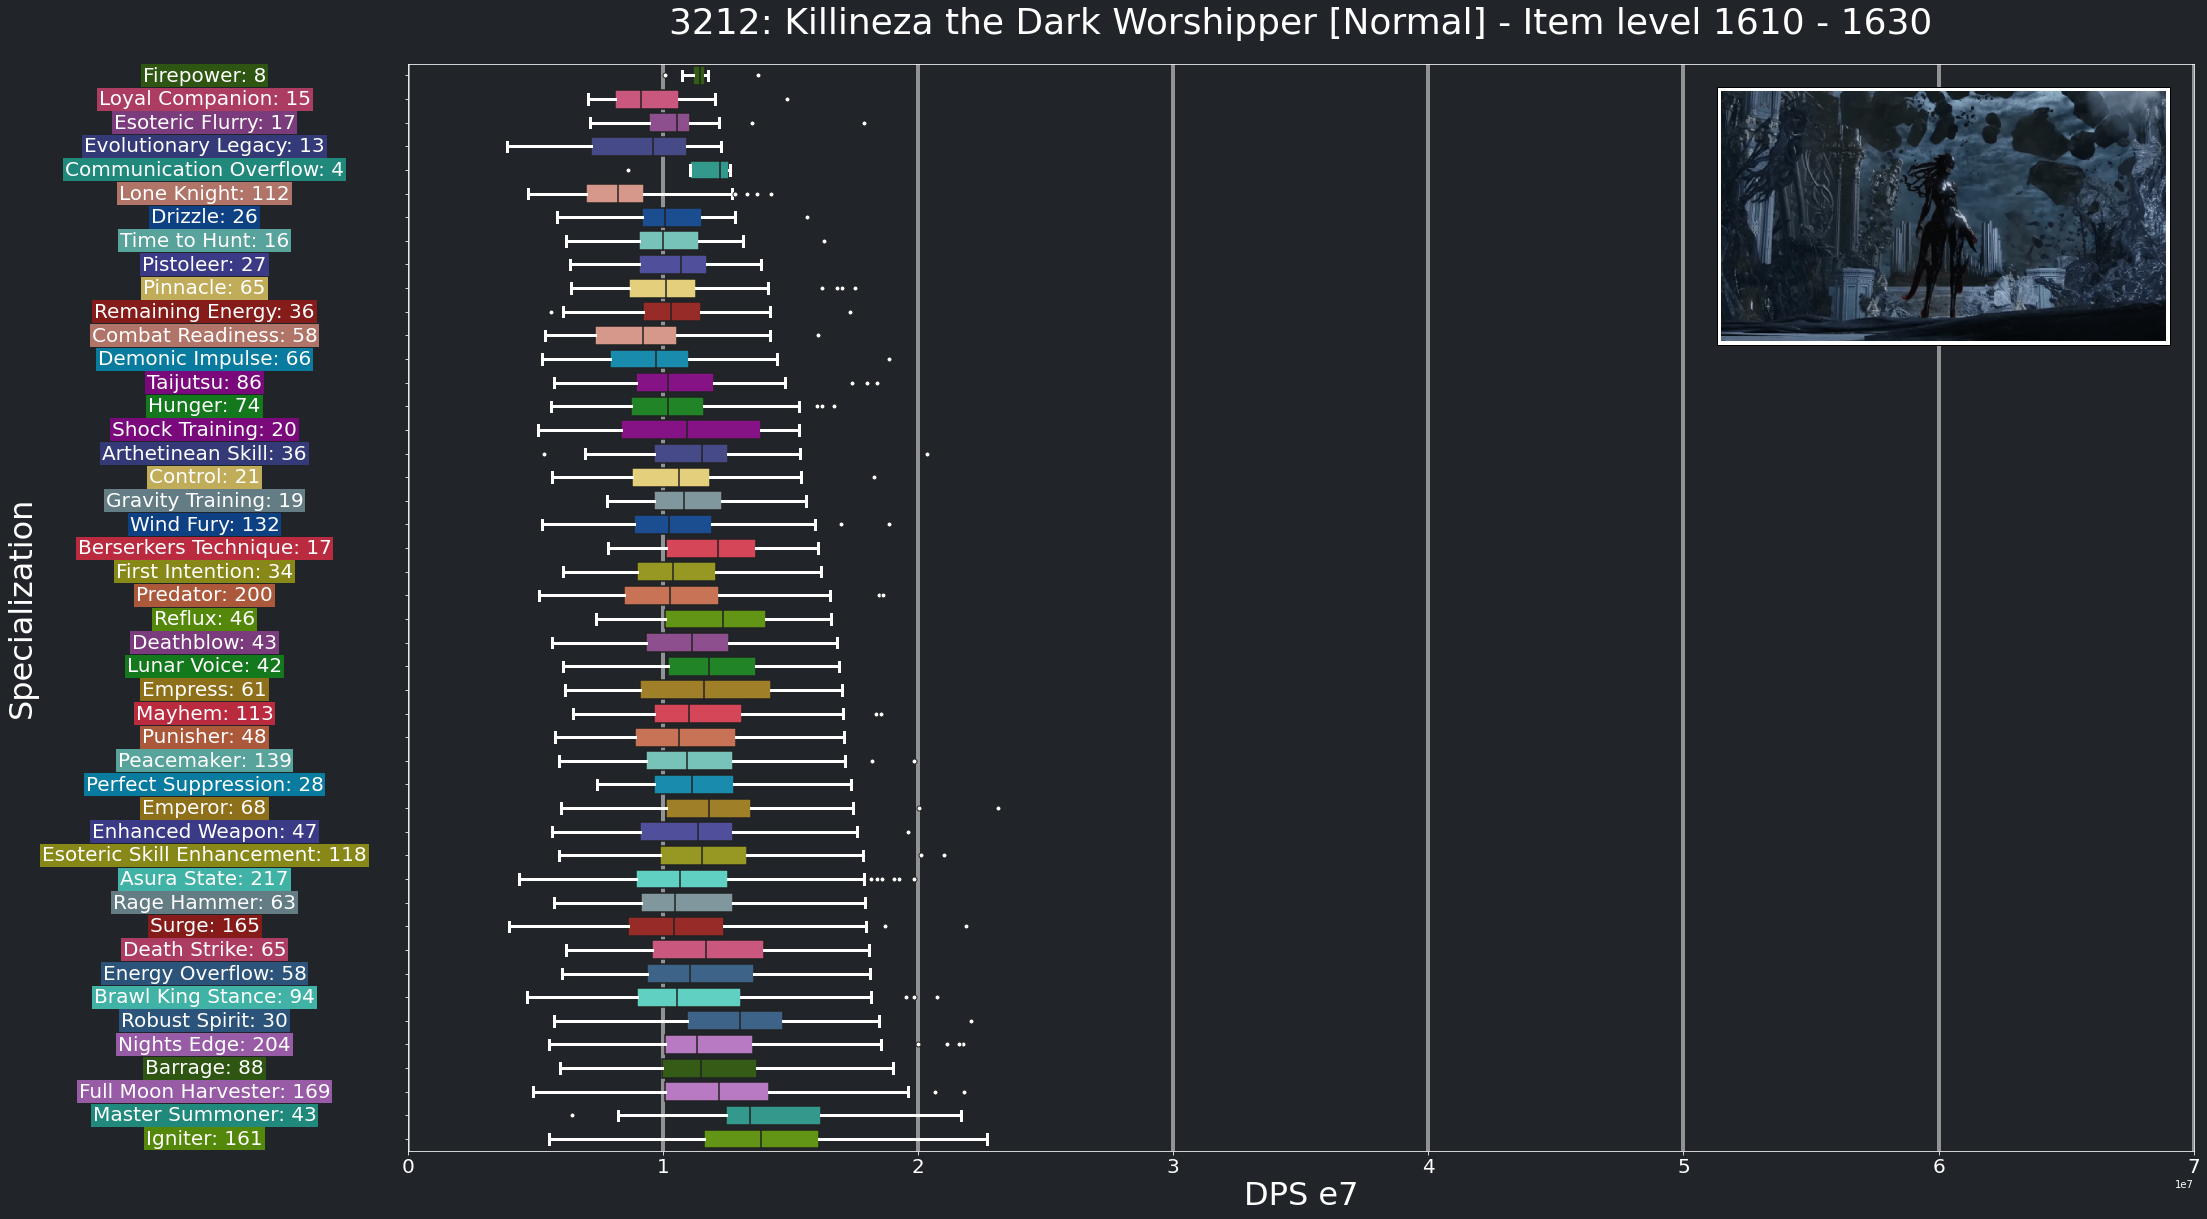 3212: Killineza the Dark Worshipper [Normal] - Item level 1610 - 1630
Specialization
Firepower: 8
Loyal Companion: 15
Esoteric Flurry: 17
Evolutionary Legacy: 13
Communication Overflow: 4
Lone Knight: 112
Drizzle: 26
Time to Hunt: 16
Pistoleer: 27
Pinnacle: 65
Remaining Energy: 36
Combat Readiness: 58
Demonic Impulse: 66
Taijutsu: 86
Hunger: 74
Shock Training: 20
Arthetinean Skill: 36
Control: 21
Gravity Training: 19
Wind Fury: 132
Berserkers Technique: 17
First Intention: 34
Predator: 200
Reflux: 46
Deathblow: 43
Lunar Voice: 42
Empress: 61
Mayhem: 113
Punisher: 48
Peacemaker: 139
Perfect Suppression: 28
Emperor: 68
Enhanced Weapon: 47
Esoteric Skill Enhancement: 118
Asura State: 217
Rage Hammer: 63
Surge: 165
Death Strike: 65
Energy Overflow: 58
Brawl King Stance: 94
Robust Spirit: 30
Nights Edge: 204
Barrage: 88
Full Moon Harvester: 169
Master Summoner: 43
Igniter: 161
0 1 2 3 4 5 6 7
1e7
DPS e7